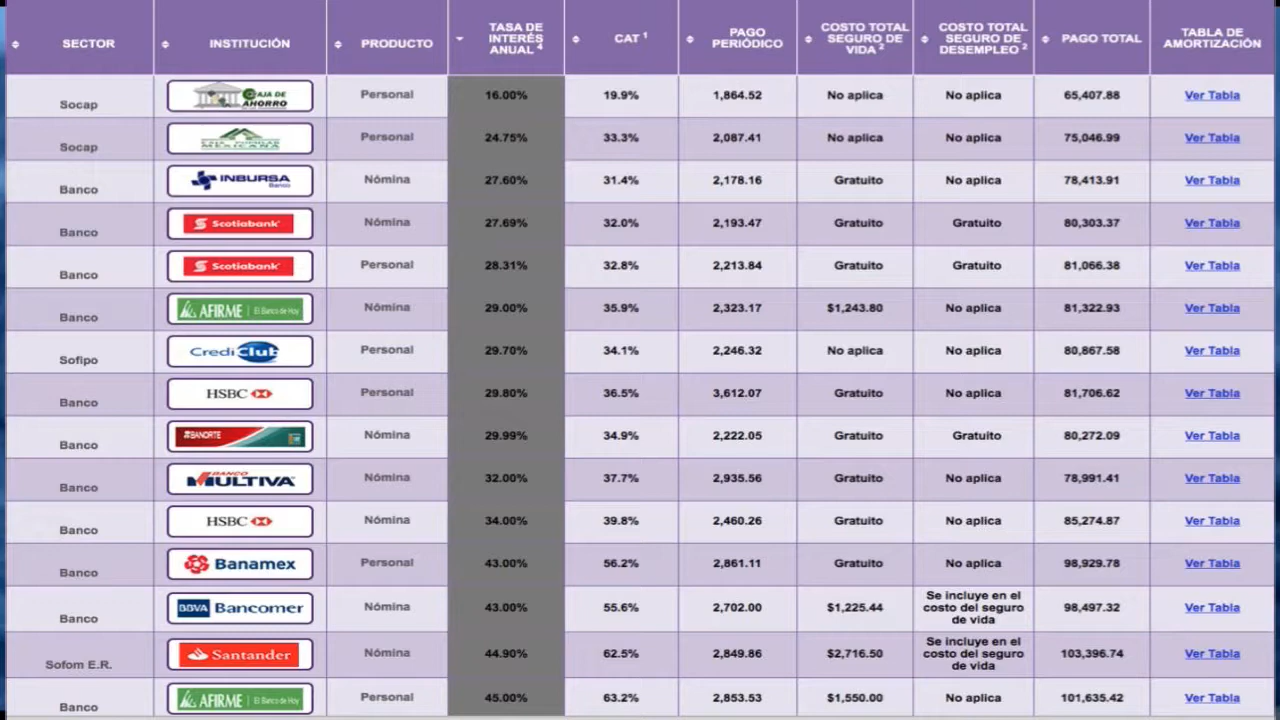 SECTOR INSTITUCIÓN PRODUCTO TASA DE INTERÉS ANUAL 4 CAT 1 PAGO PERIÓDICO COSTO TOTAL SEGURO DE VIDA 2 COSTO TOTAL SEGURO DE DESEMPLEO 2 PAGO TOTAL TABLA DE AMORTIZACIÓN
Socap CAJA DE AHORRO Personal 16.00% 19.9% 1,864.52 No aplica No aplica 65,407.88 Ver Tabla
Socap CAJA POPULAR MEXICANA Personal 24.75% 33.3% 2,087.41 No aplica No aplica 75,046.99 Ver Tabla
Banco INBURSA Banco Nómina 27.60% 31.4% 2,178.16 Gratuito No aplica 78,413.91 Ver Tabla
Banco Scotiabank Nómina 27.69% 32.0% 2,193.47 Gratuito Gratuito 80,303.37 Ver Tabla
Banco Scotiabank Personal 28.31% 32.8% 2,213.84 Gratuito Gratuito 81,066.38 Ver Tabla
Banco AFIRME El Banco de Hoy Nómina 29.00% 35.9% 2,323.17 $1,243.80 No aplica 81,322.93 Ver Tabla
Sofipo CrediClub Personal 29.70% 34.1% 2,246.32 No aplica No aplica 80,867.58 Ver Tabla
Banco HSBC Personal 29.80% 36.5% 3,612.07 Gratuito No aplica 81,706.62 Ver Tabla
Banco BANORTE Nómina 29.99% 34.9% 2,222.05 Gratuito Gratuito 80,272.09 Ver Tabla
Banco BANCO MULTIVA Nómina 32.00% 37.7% 2,935.56 Gratuito No aplica 78,991.41 Ver Tabla
Banco HSBC Nómina 34.00% 39.8% 2,460.26 Gratuito No aplica 85,274.87 Ver Tabla
Banco Banamex Personal 43.00% 56.2% 2,861.11 Gratuito No aplica 98,929.78 Ver Tabla
Banco BBVA Bancomer Nómina 43.00% 55.6% 2,702.00 $1,225.44 Se incluye en el costo del seguro de vida 98,497.32 Ver Tabla
Sofom E.R. Santander Nómina 44.90% 62.5% 2,849.86 $2,716.50 Se incluye en el costo del seguro de vida 103,396.74 Ver Tabla
Banco AFIRME El Banco de Hoy Personal 45.00% 63.2% 2,853.53 $1,550.00 No aplica 101,635.42 Ver Tabla